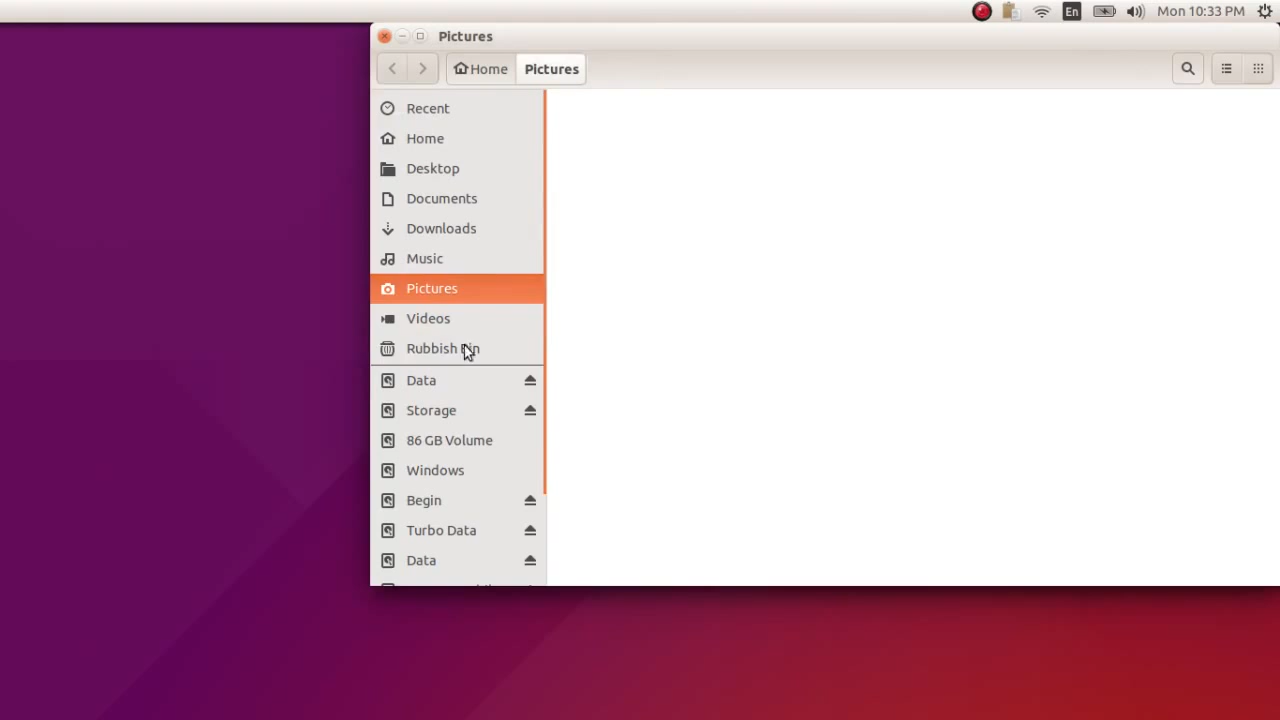 En Mon 10:33 PM
Pictures
Home Pictures
Recent
Home
Desktop
Documents
Downloads
Music
Pictures
Videos
Rubbish Bin
Data
Storage
86 GB Volume
Windows
Begin
Turbo Data
Data